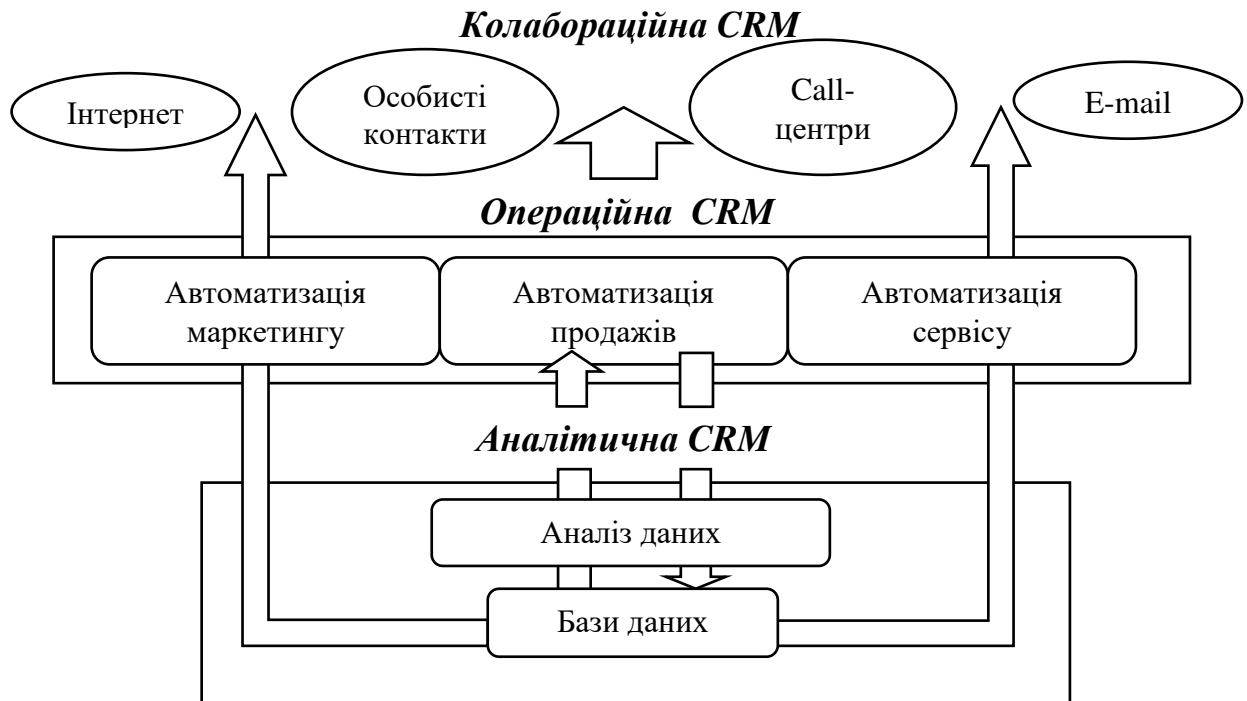 Колабораційна CRM
Інтернет
Особисті
контакти
Call-
центри
E-mail
Операційна CRM
Автоматизація
маркетингу
Автоматизація
продажів
Автоматизація
сервісу
Аналітична CRM
Аналіз даних
Бази даних